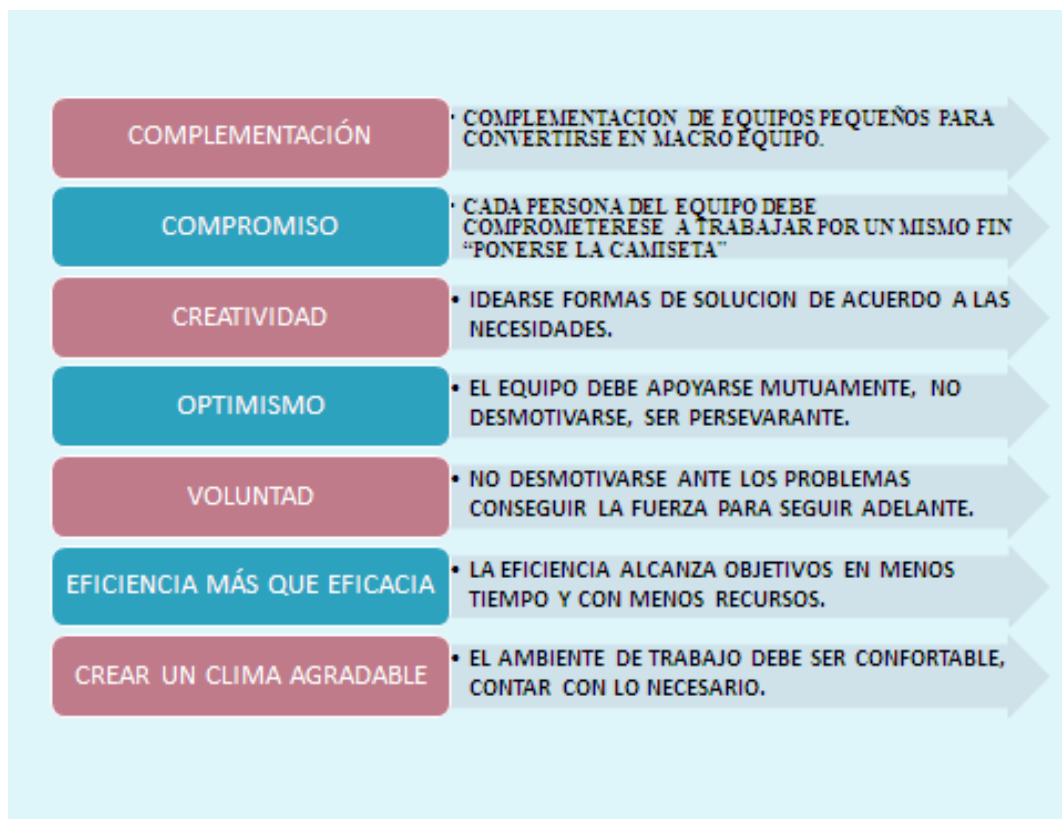 COMPLEMENTACIÓN
• COMPLEMENTACION DE EQUIPOS PEQUEÑOS PARA
CONVERTIRSE EN MACRO EQUIPO.
COMPROMISO
• CADA PERSONA DEL EQUIPO DEBE
COMPROMETERESE A TRABAJAR POR UN MISMO FIN
“PONERSE LA CAMISETA”
CREATIVIDAD
• IDEARSE FORMAS DE SOLUCION DE ACUERDO A LAS
NECESIDADES.
OPTIMISMO
• EL EQUIPO DEBE APOYARSE MUTUAMENTE, NO
DESMOTIVARSE, SER PERSEVARANTE.
VOLUNTAD
• NO DESMOTIVARSE ANTE LOS PROBLEMAS
CONSEGUIR LA FUERZA PARA SEGUIR ADELANTE.
EFICIENCIA MÁS QUE EFICACIA
• LA EFICIENCIA ALCANZA OBJETIVOS EN MENOS
TIEMPO Y CON MENOS RECURSOS.
CREAR UN CLIMA AGRADABLE
• EL AMBIENTE DE TRABAJO DEBE SER CONFORTABLE,
CONTAR CON LO NECESARIO.